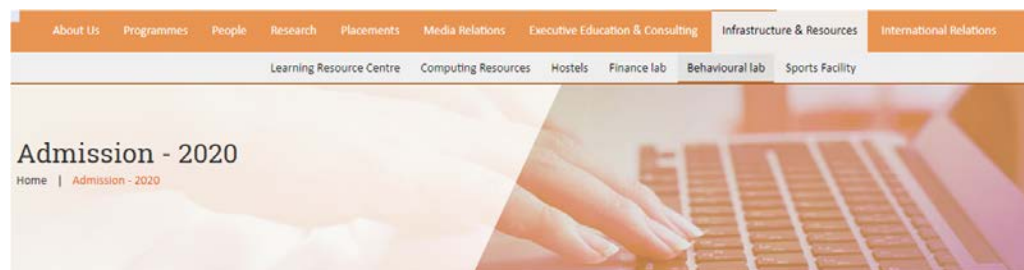 About Us Programmes People Research Placements Media Relations Executive Education & Consulting Infrastructure & Resources International Relations
Learning Resource Centre Computing Resources Hostels Finance lab Behavioural lab Sports Facility
Admission - 2020
Home | Admission - 2020